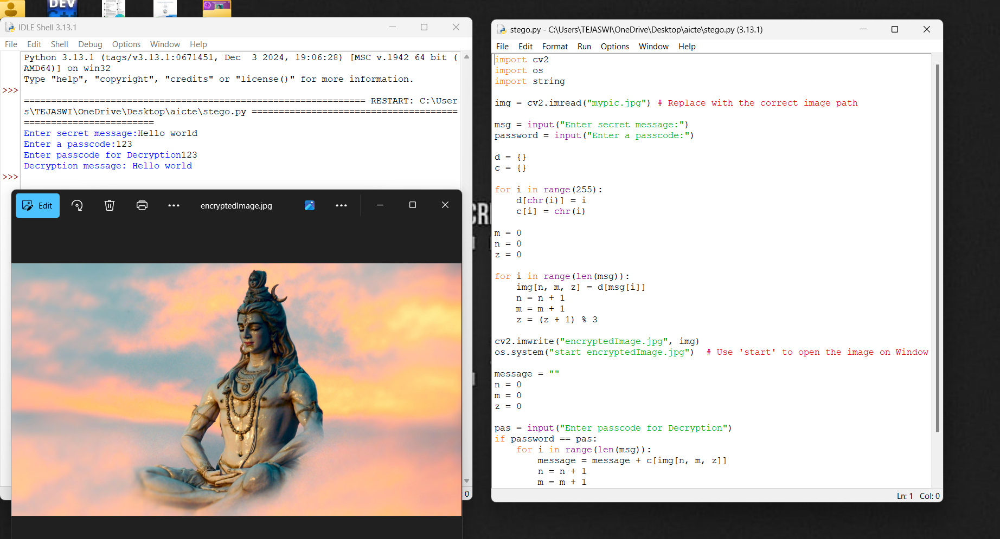 DEV
C++
IDLE Shell 3.13.1
File Edit Shell Debug Options Window Help
Python 3.13.1 (tags/v3.13.1:0671451, Dec  3 2024, 19:06:28) [MSC v.1942 64 bit (
AMD64)] on win32
Type "help", "copyright", "credits" or "license()" for more information.
>>>
=============================================================== RESTART: C:\User
s\TEJASWI\OneDrive\Desktop\aicte\stego.py ======================================
========================
Enter secret message:Hello world
Enter a passcode:123
Enter passcode for Decryption123
Decryption message: Hello world
>>>
0
Edit
encryptedImage.jpg
CRI
stego.py - C:\Users\TEJASWI\OneDrive\Desktop\aicte\stego.py (3.13.1)
File Edit Format Run Options Window Help
import cv2
import os
import string
img = cv2.imread("mypic.jpg") # Replace with the correct image path
msg = input("Enter secret message:")
password = input("Enter a passcode:")
d = {}
c = {}
for i in range(255):
    d[chr(i)] = i
    c[i] = chr(i)
m = 0
n = 0
z = 0
for i in range(len(msg)):
    img[n, m, z] = d[msg[i]]
    n = n + 1
    m = m + 1
    z = (z + 1) % 3
cv2.imwrite("encryptedImage.jpg", img)
os.system("start encryptedImage.jpg")  # Use 'start' to open the image on Window
message = ""
n = 0
m = 0
z = 0
pas = input("Enter passcode for Decryption")
if password == pas:
    for i in range(len(msg)):
        message = message + c[img[n, m, z]]
        n = n + 1
        m = m + 1
Ln: 1 Col: 0